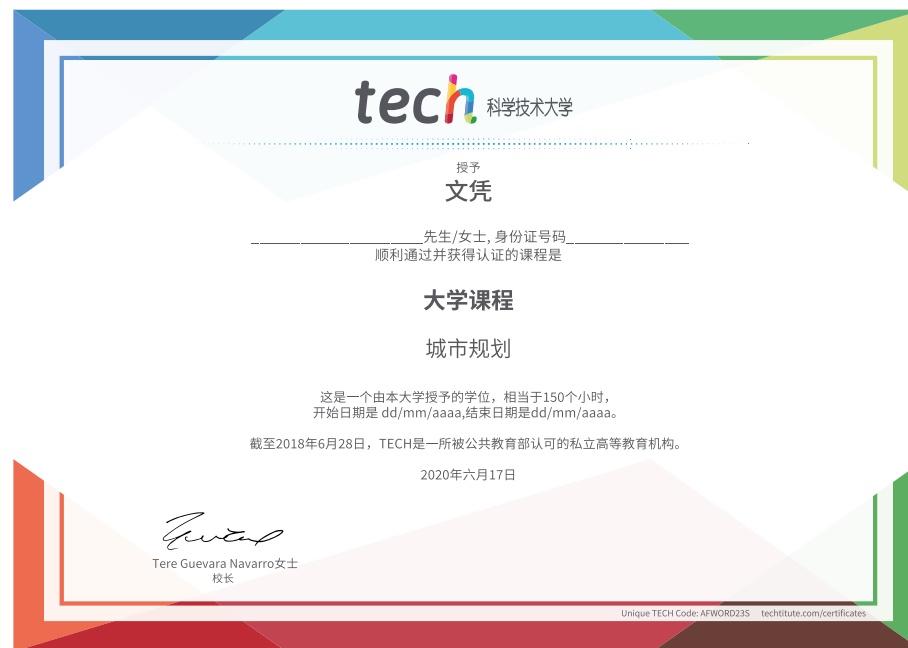 tech 科学技术大学
授予
文凭
______________________先生/女士, 身份证号码________________
顺利通过并获得认证的课程是
大学课程
城市规划
这是一个由本大学授予的学位，相当于150个小时，
开始日期是 dd/mm/aaaa,结束日期是dd/mm/aaaa。
截至2018年6月28日，TECH是一所被公共教育部认可的私立高等教育机构。
2020年六月17日
Tere Guevara Navarro女士
校长
Unique TECH Code: AFWORD23S techtitute.com/certificates